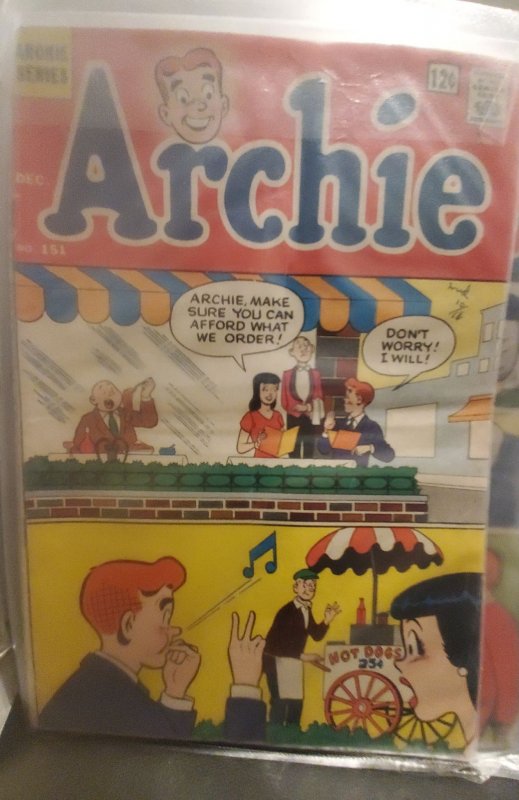 ARCHIE
SERIES
Archie
12¢
DEC.
NO. 151
ARCHIE, MAKE
SURE YOU CAN
AFFORD WHAT
WE ORDER!
DON'T
WORRY!
I WILL!
HOT DOGS
25¢